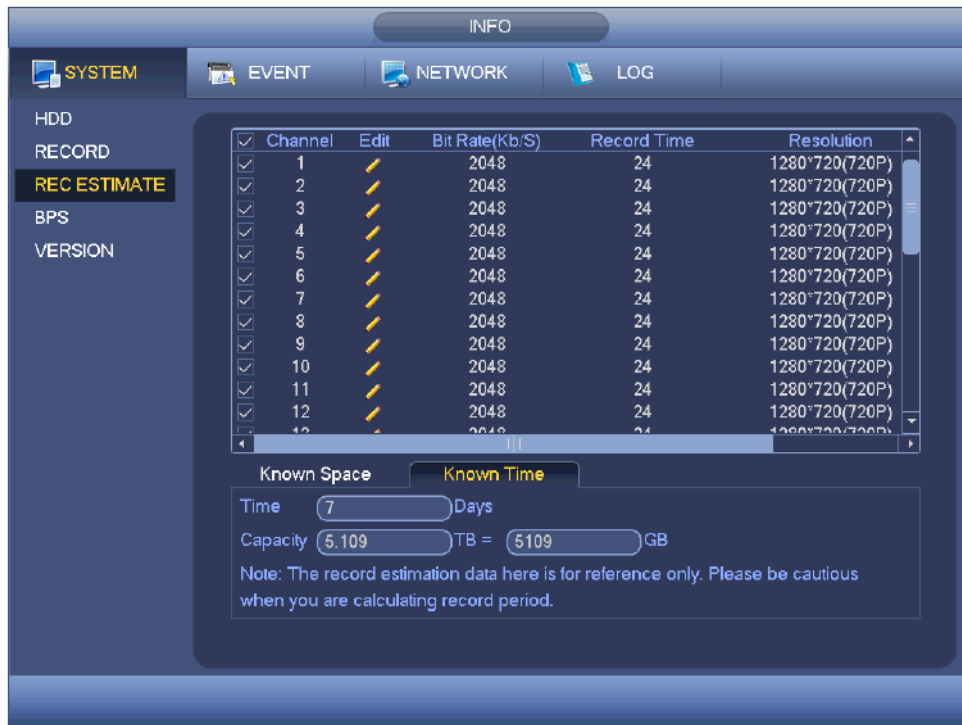 INFO
SYSTEM EVENT NETWORK LOG
HDD
RECORD
REC ESTIMATE
BPS
VERSION
Channel Edit Bit Rate(Kb/S) Record Time Resolution
1 2048 24 1280*720(720P)
2 2048 24 1280*720(720P)
3 2048 24 1280*720(720P)
4 2048 24 1280*720(720P)
5 2048 24 1280*720(720P)
6 2048 24 1280*720(720P)
7 2048 24 1280*720(720P)
8 2048 24 1280*720(720P)
9 2048 24 1280*720(720P)
10 2048 24 1280*720(720P)
11 2048 24 1280*720(720P)
12 2048 24 1280*720(720P)
13 2048 24 1280*720(720P)
Known Space Known Time
Time 7 Days
Capacity 5.109 TB = 5109 GB
Note: The record estimation data here is for reference only. Please be cautious
when you are calculating record period.